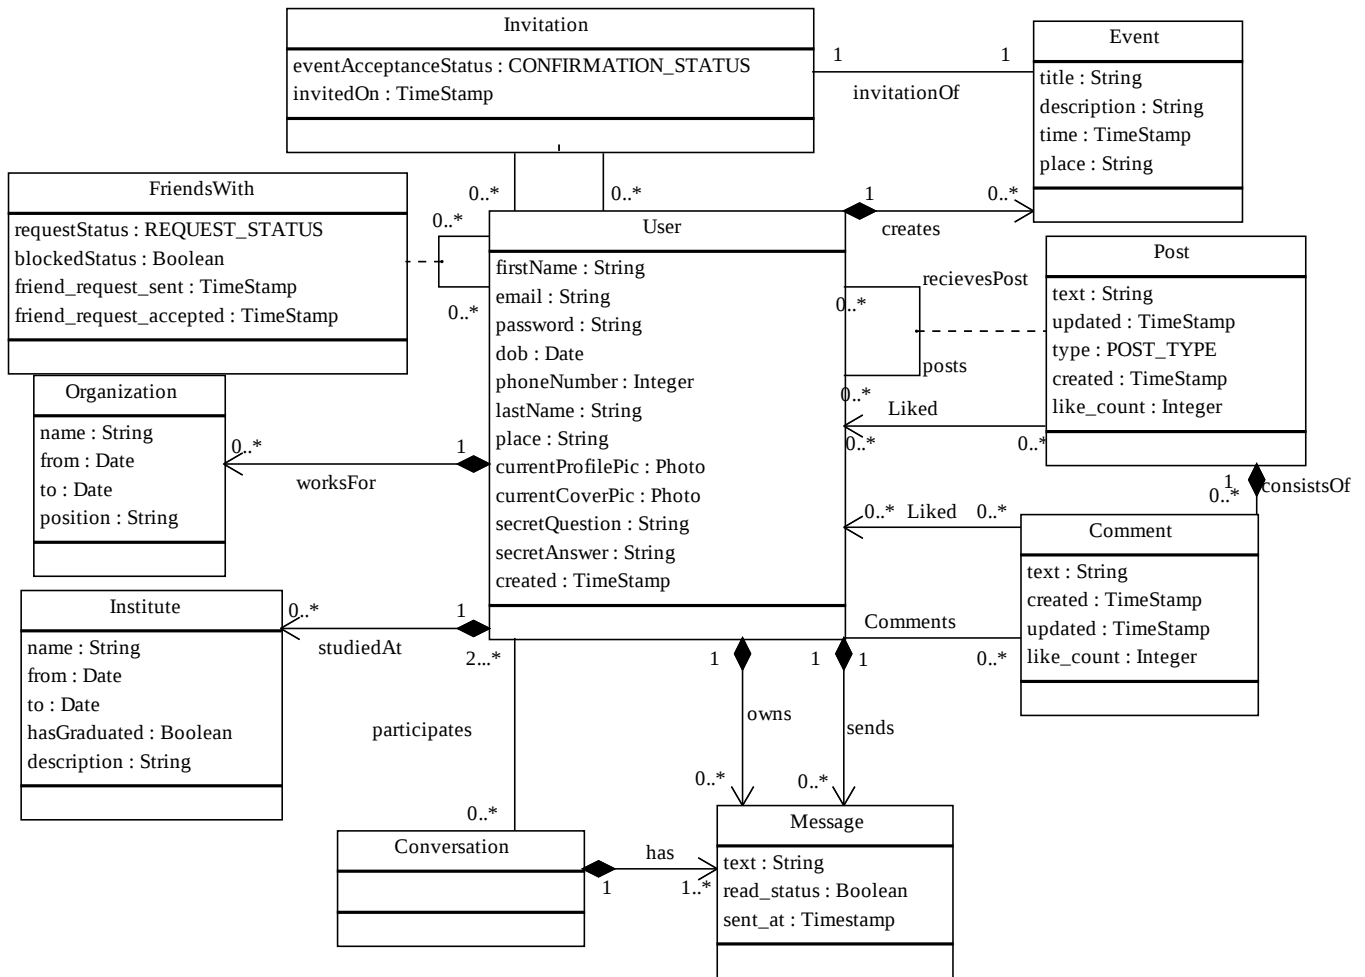 Invitation
eventAcceptanceStatus : CONFIRMATION_STATUS
invitedOn : TimeStamp
1
1
invitationOf
Event
title : String
description : String
time : TimeStamp
place : String
FriendsWith
requestStatus : REQUEST_STATUS
blockedStatus : Boolean
friend_request_sent : TimeStamp
friend_request_accepted : TimeStamp
0..*
0..*
0..*
0..*
1
0..*
creates
User
firstName : String
email : String
password : String
dob : Date
phoneNumber : Integer
lastName : String
place : String
currentProfilePic : Photo
currentCoverPic : Photo
secretQuestion : String
secretAnswer : String
created : TimeStamp
recievesPost
0..*
posts
0..*
Post
text : String
updated : TimeStamp
type : POST_TYPE
created : TimeStamp
like_count : Integer
Liked
0..*
0..*
Organization
name : String
from : Date
to : Date
position : String
0..*
1
worksFor
1
0..*
consistsOf
0..*
Liked
0..*
Comment
text : String
created : TimeStamp
updated : TimeStamp
like_count : Integer
Institute
name : String
from : Date
to : Date
hasGraduated : Boolean
description : String
0..*
1
studiedAt
Comments
1
0..*
2...*
participates
0..*
1
owns
0..*
1
sends
0..*
Conversation
has
1
1..*
Message
text : String
read_status : Boolean
sent_at : Timestamp